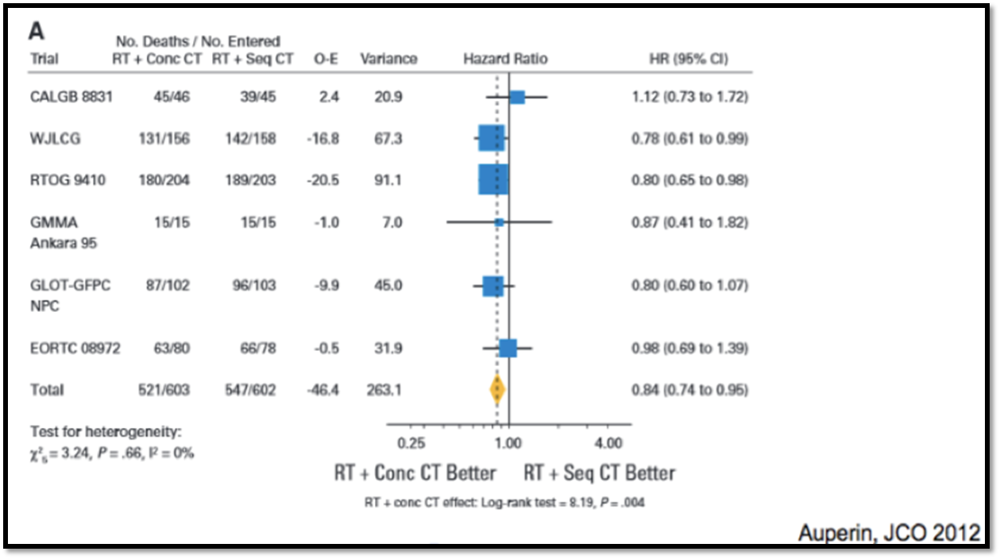 A
No. Deaths / No. Entered
Trial RT + Conc CT RT + Seq CT O-E Variance Hazard Ratio HR (95% CI)
CALGB 8831 45/46 39/45 2.4 20.9 1.12 (0.73 to 1.72)
WJLCG 131/156 142/158 -16.8 67.3 0.78 (0.61 to 0.99)
RTOG 9410 180/204 189/203 -20.5 91.1 0.80 (0.65 to 0.98)
GMMA 15/15 15/15 -1.0 7.0 0.87 (0.41 to 1.82)
Ankara 95
GLOT-GFPC 87/102 96/103 -9.9 45.0 0.80 (0.60 to 1.07)
NPC
EORTC 08972 63/80 66/78 -0.5 31.9 0.98 (0.69 to 1.39)
Total 521/603 547/602 -46.4 263.1 0.84 (0.74 to 0.95)
Test for heterogeneity:
χ²₅ = 3.24, P = .66, I² = 0%
0.25 1.00 4.00
RT + Conc CT Better RT + Seq CT Better
RT + conc CT effect: Log-rank test = 8.19, P = .004
Auperin, JCO 2012